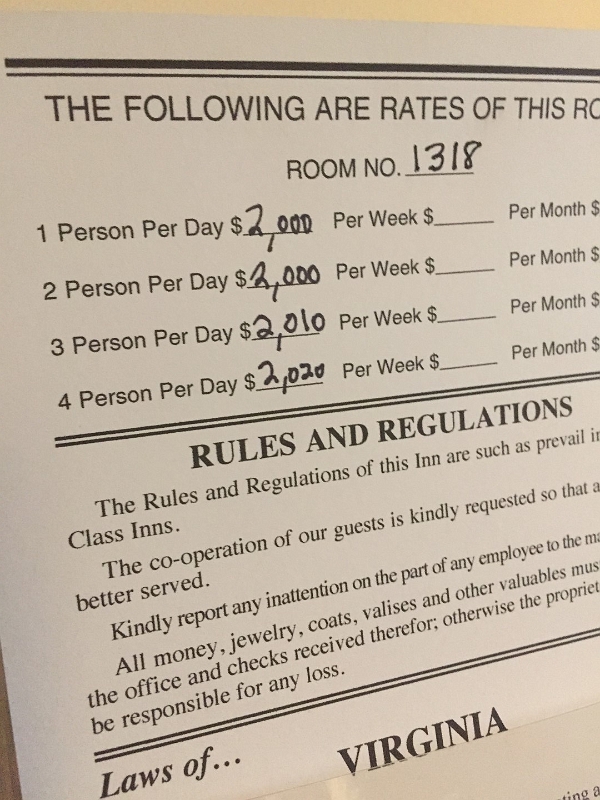 THE FOLLOWING ARE RATES OF THIS
ROOM NO. 1318
1 Person Per Day $2,000 Per Week $______ Per Month $
2 Person Per Day $2,000 Per Week $______ Per Month $
3 Person Per Day $2,010 Per Week $______ Per Month $
4 Person Per Day $2,020 Per Week $______ Per Month $
RULES AND REGULATIONS
The Rules and Regulations of this Inn are such as prevail
Class Inns.
The co-operation of our guests is kindly requested so that
better served.
Kindly report any inattention on the part of any employee to the
All money, jewelry, coats, valises and other valuables
the office and checks received therefor; otherwise the
be responsible for any loss.
Laws of... VIRGINIA